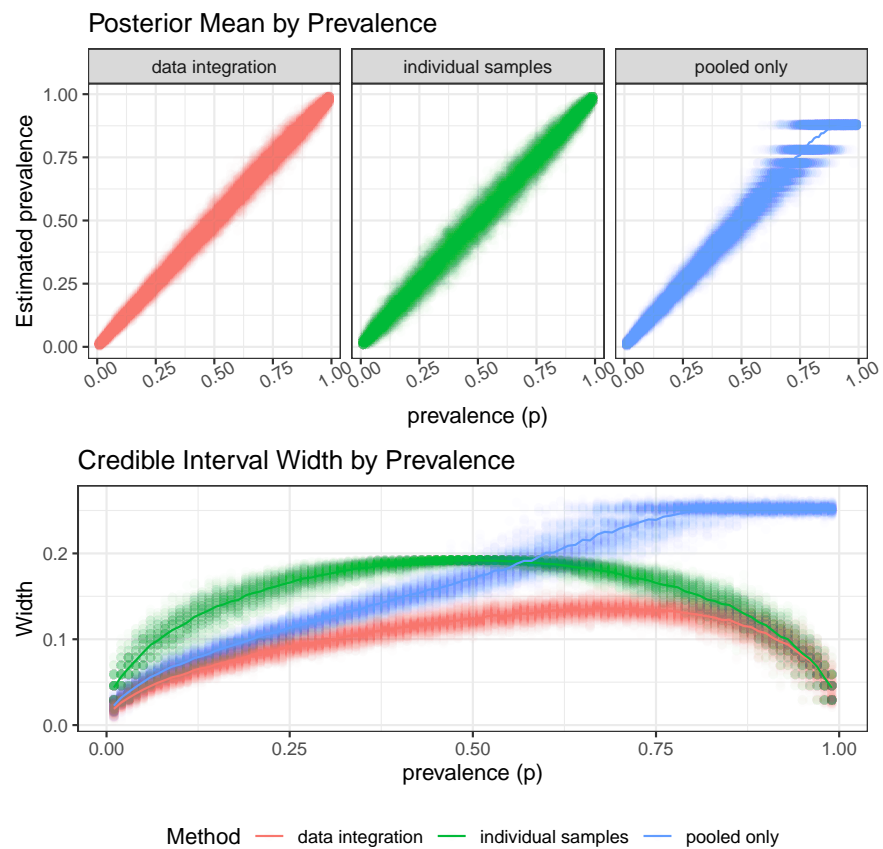 Posterior Mean by Prevalence
data integration individual samples pooled only
Estimated prevalence
1.00
0.75
0.50
0.25
0.00
0.00 0.25 0.50 0.75 1.00 0.00 0.25 0.50 0.75 1.00 0.00 0.25 0.50 0.75 1.00
prevalence (p)
Credible Interval Width by Prevalence
Width
0.2
0.1
0.0
0.00 0.25 0.50 0.75 1.00
prevalence (p)
Method data integration individual samples pooled only